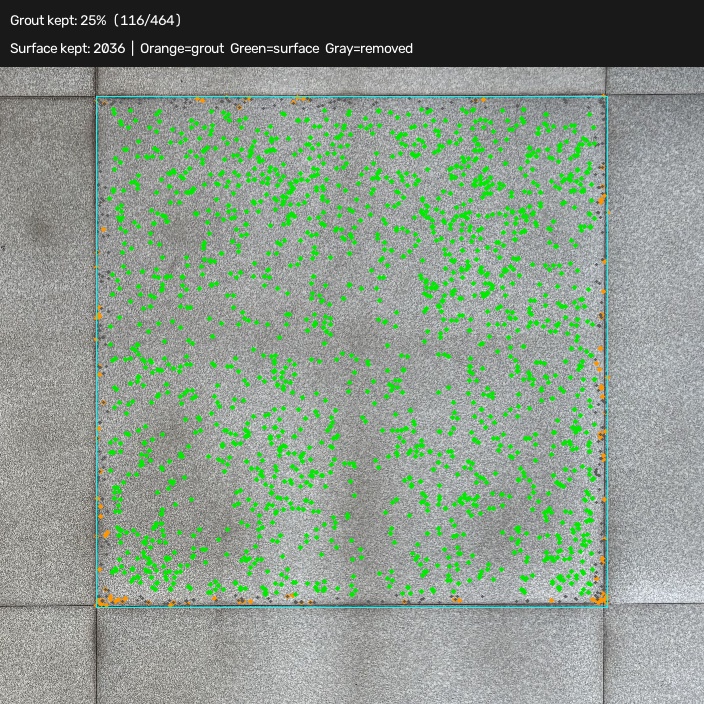 Grout kept: 25%  (116/464)
Surface kept: 2036 | Orange=grout  Green=surface  Gray=removed